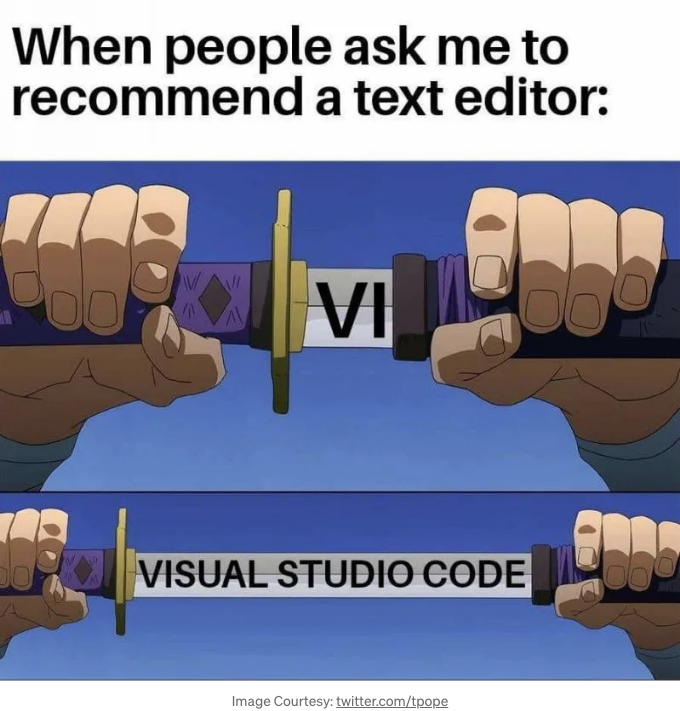 When people ask me to
recommend a text editor:
VI
VISUAL STUDIO CODE
Image Courtesy: twitter.com/tpope